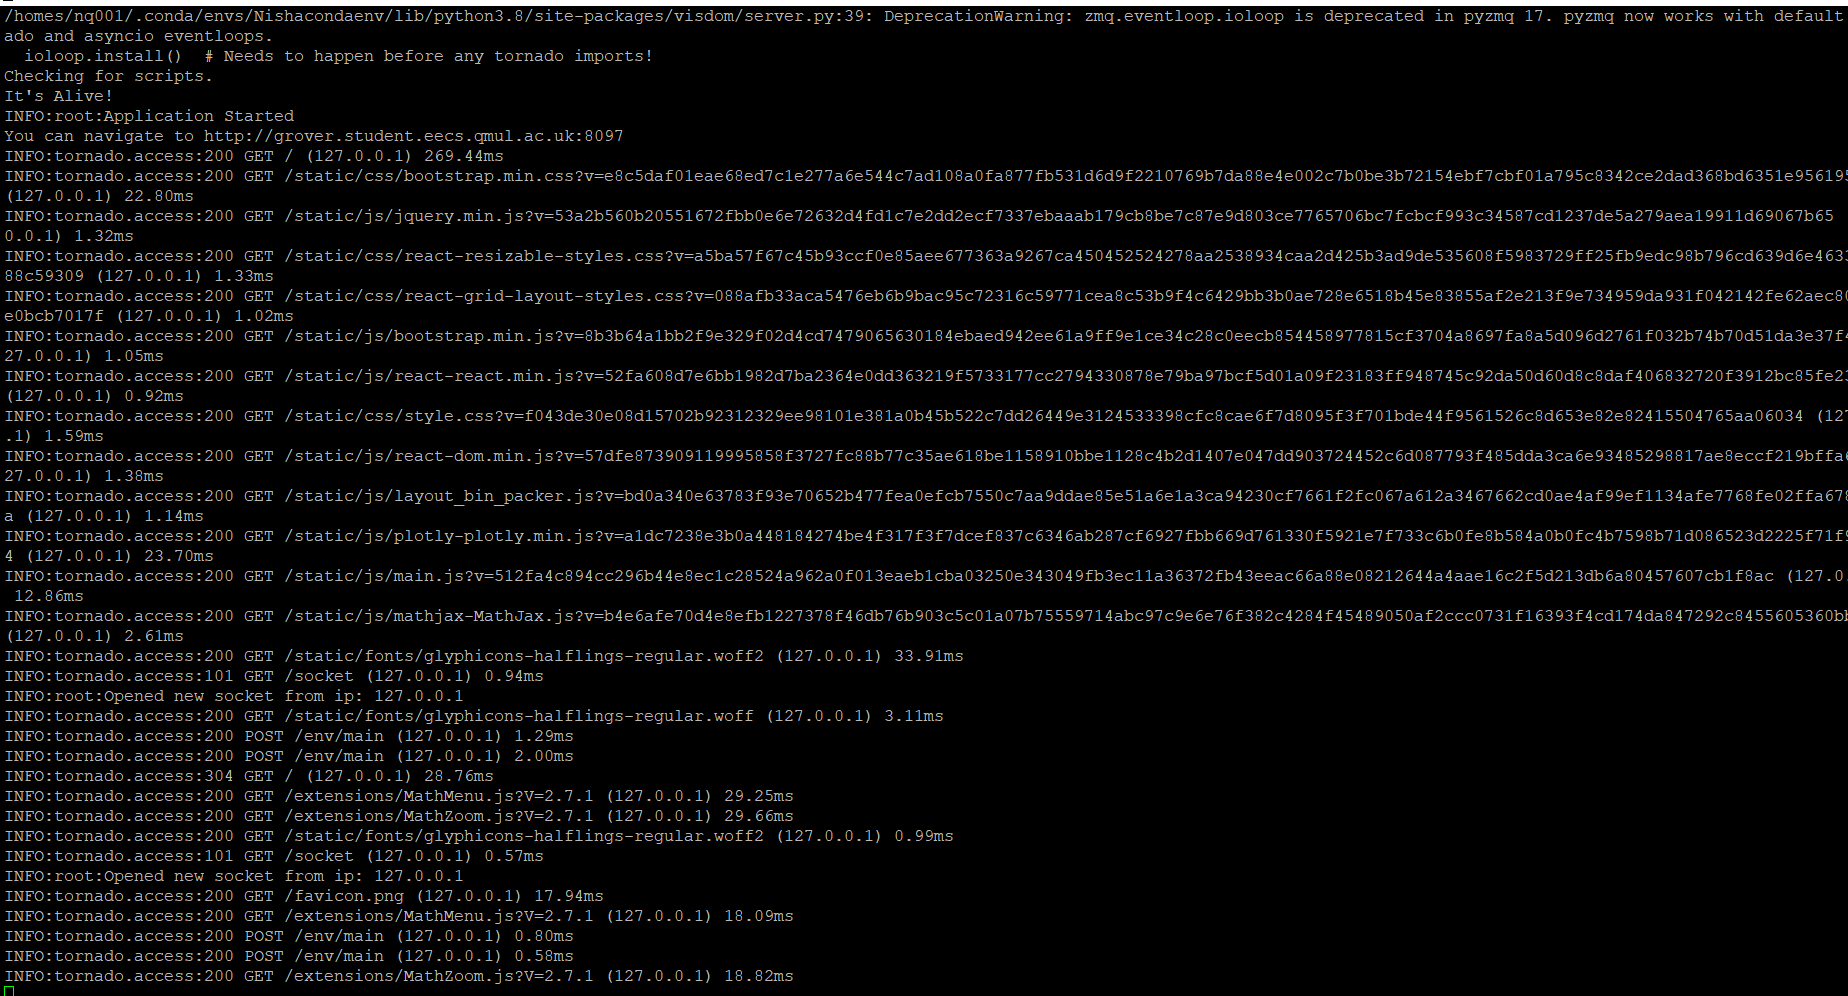 /homes/nq001/.conda/envs/Nishacondaenv/lib/python3.8/site-packages/visdom/server.py:39: DeprecationWarning: zmq.eventloop.ioloop is deprecated in pyzmq 17. pyzmq now works with default
ado and asyncio eventloops.
  ioloop.install()  # Needs to happen before any tornado imports!
Checking for scripts.
It's Alive!
INFO:root:Application Started
You can navigate to http://grover.student.eecs.qmul.ac.uk:8097
INFO:tornado.access:200 GET / (127.0.0.1) 269.44ms
INFO:tornado.access:200 GET /static/css/bootstrap.min.css?v=e8c5daf01eae68ed7c1e277a6e544c7ad108a0fa877fb531d6d9f2210769b7da88e4e002c7b0be3b72154ebf7cbf01a795c8342ce2dad368bd6351e956195
(127.0.0.1) 22.80ms
INFO:tornado.access:200 GET /static/js/jquery.min.js?v=53a2b560b20551672fbb0e6e72632d4fd1c7e2dd2ecf7337ebaaab179cb8be7c87e9d803ce7765706bc7fcbcf993c34587cd1237de5a279aea19911d69067b65
0.0.1) 1.32ms
INFO:tornado.access:200 GET /static/css/react-resizable-styles.css?v=a5ba57f67c45b93ccf0e85aee677363a9267ca450452524278aa2538934caa2d425b3ad9de535608f5983729ff25fb9edc98b796cd639d6e4633
88c59309 (127.0.0.1) 1.33ms
INFO:tornado.access:200 GET /static/css/react-grid-layout-styles.css?v=088afb33aca5476eb6b9bac95c72316c59771cea8c53b9f4c6429bb3b0ae728e6518b45e83855af2e213f9e734959da931f042142fe62aec80
e0bcb7017f (127.0.0.1) 1.02ms
INFO:tornado.access:200 GET /static/js/bootstrap.min.js?v=8b3b64a1bb2f9e329f02d4cd7479065630184ebaed942ee61a9ff9e1ce34c28c0eecb854458977815cf3704a8697fa8a5d096d2761f032b74b70d51da3e37f4
27.0.0.1) 1.05ms
INFO:tornado.access:200 GET /static/js/react-react.min.js?v=52fa608d7e6bb1982d7ba2364e0dd363219f5733177cc2794330878e79ba97bcf5d01a09f23183ff948745c92da50d60d8c8daf406832720f3912bc85fe23
(127.0.0.1) 0.92ms
INFO:tornado.access:200 GET /static/css/style.css?v=f043de30e08d15702b92312329ee98101e381a0b45b522c7dd26449e3124533398cfc8cae6f7d8095f3f701bde44f9561526c8d653e82e82415504765aa06034 (127
.1) 1.59ms
INFO:tornado.access:200 GET /static/js/react-dom.min.js?v=57dfe873909119995858f3727fc88b77c35ae618be1158910bbe1128c4b2d1407e047dd903724452c6d087793f485dda3ca6e93485298817ae8eccf219bffa6
27.0.0.1) 1.38ms
INFO:tornado.access:200 GET /static/js/layout_bin_packer.js?v=bd0a340e63783f93e70652b477fea0efcb7550c7aa9ddae85e51a6e1a3ca94230cf7661f2fc067a612a3467662cd0ae4af99ef1134afe7768fe02ffa678
a (127.0.0.1) 1.14ms
INFO:tornado.access:200 GET /static/js/plotly-plotly.min.js?v=a1dc7238e3b0a448184274be4f317f3f7dcef837c6346ab287cf6927fbb669d761330f5921e7f733c6b0fe8b584a0b0fc4b7598b71d086523d2225f71f9
4 (127.0.0.1) 23.70ms
INFO:tornado.access:200 GET /static/js/main.js?v=512fa4c894cc296b44e8ec1c28524a962a0f013eaeb1cba03250e343049fb3ec11a36372fb43eeac66a88e08212644a4aae16c2f5d213db6a80457607cb1f8ac (127.0.
 12.86ms
INFO:tornado.access:200 GET /static/js/mathjax-MathJax.js?v=b4e6afe70d4e8efb1227378f46db76b903c5c01a07b75559714abc97c9e6e76f382c4284f45489050af2ccc0731f16393f4cd174da847292c8455605360bb
(127.0.0.1) 2.61ms
INFO:tornado.access:200 GET /static/fonts/glyphicons-halflings-regular.woff2 (127.0.0.1) 33.91ms
INFO:tornado.access:101 GET /socket (127.0.0.1) 0.94ms
INFO:root:Opened new socket from ip: 127.0.0.1
INFO:tornado.access:200 GET /static/fonts/glyphicons-halflings-regular.woff (127.0.0.1) 3.11ms
INFO:tornado.access:200 POST /env/main (127.0.0.1) 1.29ms
INFO:tornado.access:200 POST /env/main (127.0.0.1) 2.00ms
INFO:tornado.access:304 GET / (127.0.0.1) 28.76ms
INFO:tornado.access:200 GET /extensions/MathMenu.js?V=2.7.1 (127.0.0.1) 29.25ms
INFO:tornado.access:200 GET /extensions/MathZoom.js?V=2.7.1 (127.0.0.1) 29.66ms
INFO:tornado.access:200 GET /static/fonts/glyphicons-halflings-regular.woff2 (127.0.0.1) 0.99ms
INFO:tornado.access:101 GET /socket (127.0.0.1) 0.57ms
INFO:root:Opened new socket from ip: 127.0.0.1
INFO:tornado.access:200 GET /favicon.png (127.0.0.1) 17.94ms
INFO:tornado.access:200 GET /extensions/MathMenu.js?V=2.7.1 (127.0.0.1) 18.09ms
INFO:tornado.access:200 POST /env/main (127.0.0.1) 0.80ms
INFO:tornado.access:200 POST /env/main (127.0.0.1) 0.58ms
INFO:tornado.access:200 GET /extensions/MathZoom.js?V=2.7.1 (127.0.0.1) 18.82ms